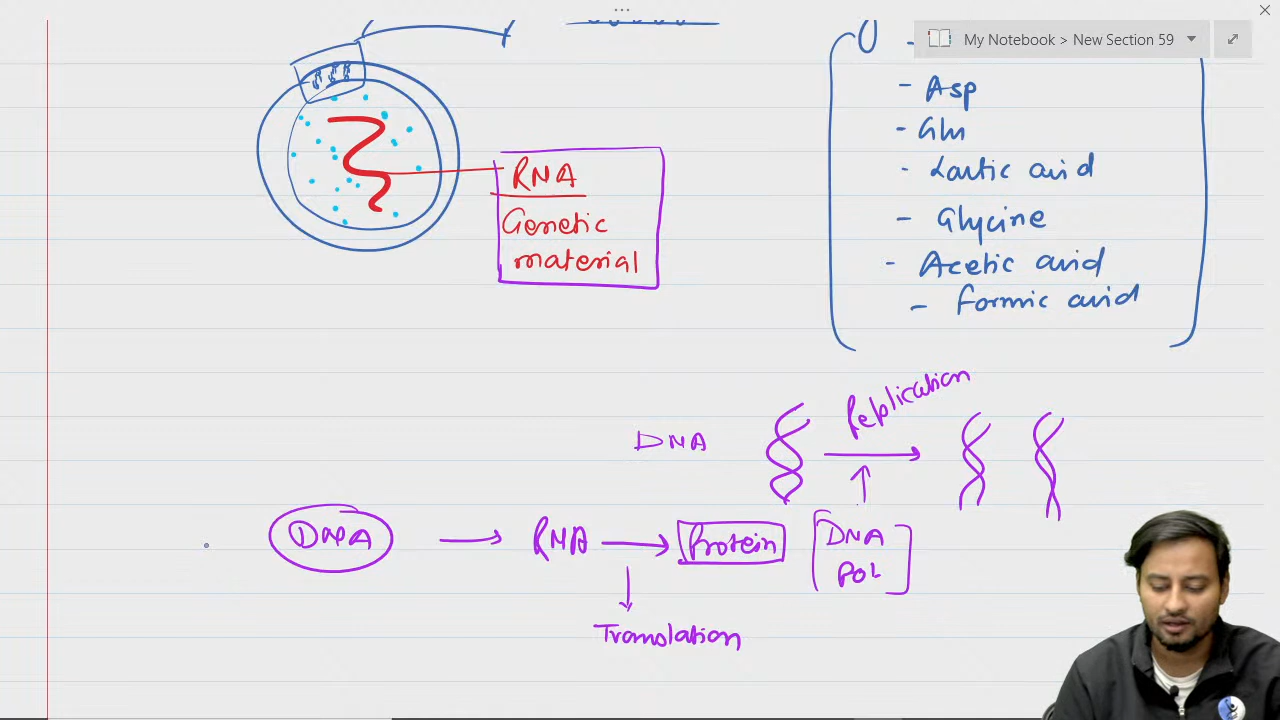 My Notebook > New Section 59
- Asp
- Gln
- Lactic acid
- Glycine
- Acetic acid
- Formic acid
RNA
Genetic
material
Replication
DNA
DNA → RNA → Protein
DNA
POL
Translation